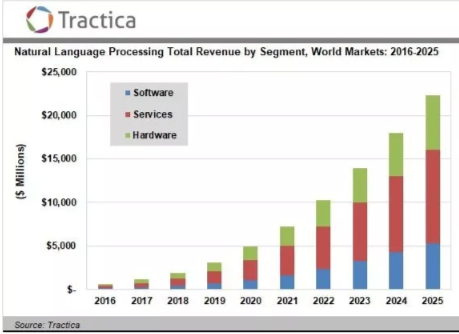 Tractica
Natural Language Processing Total Revenue by Segment, World Markets: 2016-2025
$25,000
$20,000
$15,000
$10,000
$5,000
$-
($ Millions)
Software
Services
Hardware
2016 2017 2018 2019 2020 2021 2022 2023 2024 2025
Source: Tractica